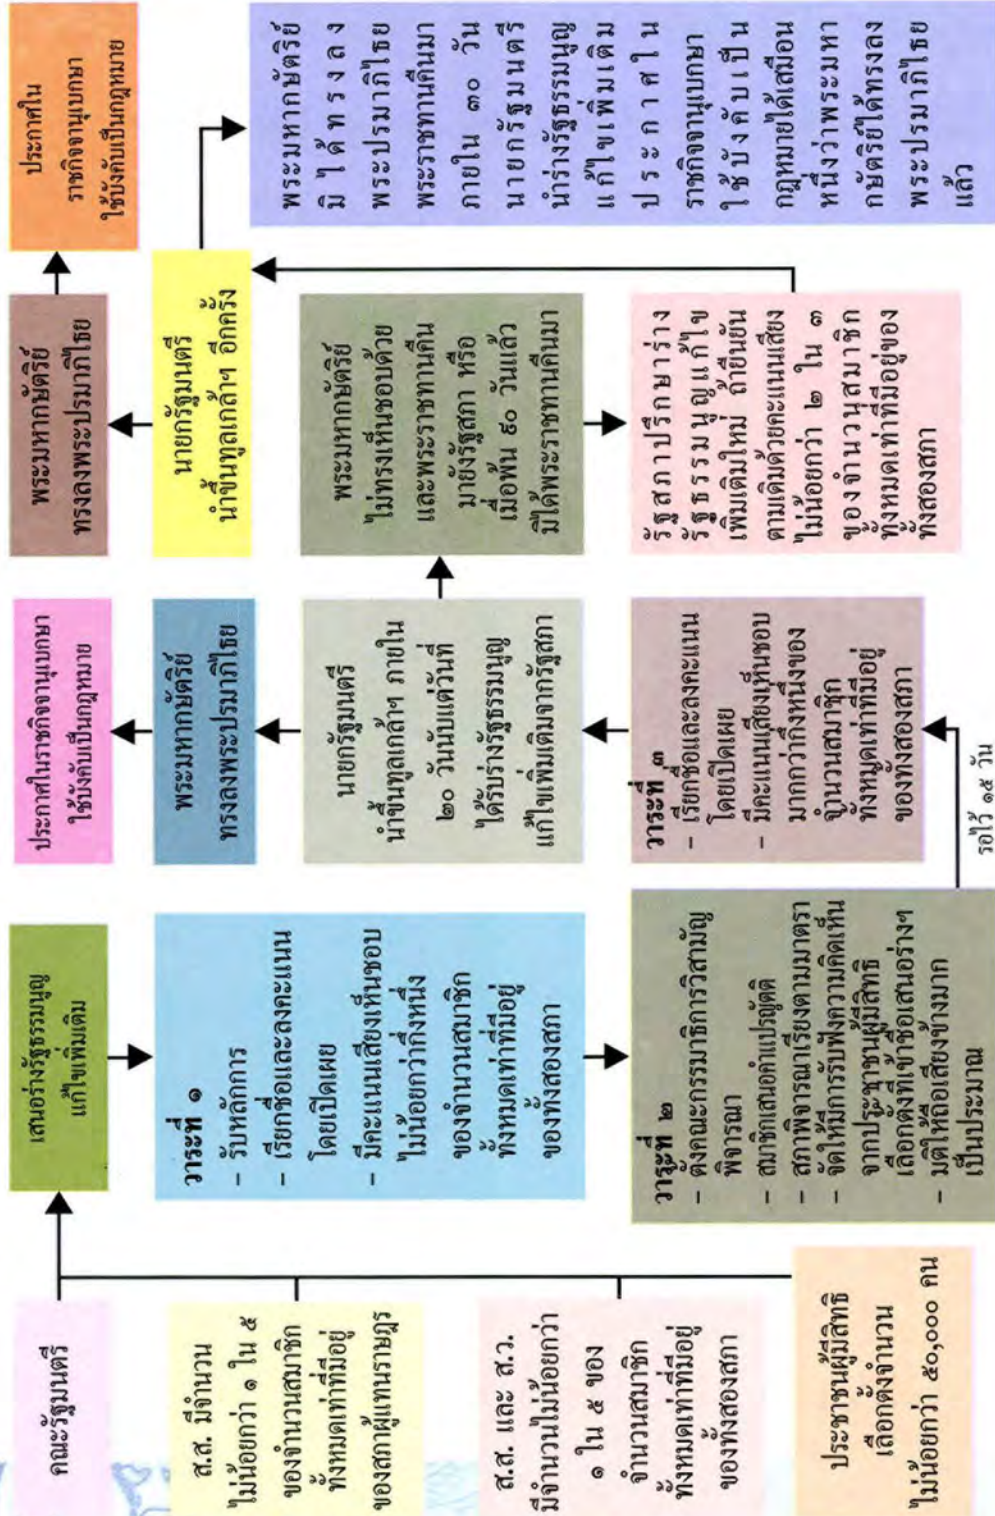 คณะรัฐมนตรี
ส.ส. มีจำนวน
ไม่น้อยกว่า ๑ ใน ๕
ของจำนวนสมาชิก
ทั้งหมดเท่าที่มีอยู่
ของสภาผู้แทนราษฎร
ส.ส. และ ส.ว.
มีจำนวนไม่น้อยกว่า
๑ ใน ๕ ของ
จำนวนสมาชิก
ทั้งหมดเท่าที่มีอยู่
ของทั้งสองสภา
ประชาชนผู้มีสิทธิ
เลือกตั้งจำนวน
ไม่น้อยกว่า ๕๐,๐๐๐ คน
เสนอร่างรัฐธรรมนูญ
แก้ไขเพิ่มเติม
วาระที่ ๑
- รับหลักการ
- เรียกชื่อและลงคะแนน
โดยเปิดเผย
- มีคะแนนเสียงเห็นชอบ
ไม่น้อยกว่ากึ่งหนึ่ง
ของจำนวนสมาชิก
ทั้งหมดเท่าที่มีอยู่
ของทั้งสองสภา
วาระที่ ๒
- ตั้งคณะกรรมาธิการวิสามัญ
พิจารณา
- สมาชิกเสนอคำแปรญัตติ
- สภาพิจารณาเรียงตามมาตรา
- จัดให้มีการรับฟังความคิดเห็น
จากประชาชนผู้มีสิทธิ
เลือกตั้งที่เข้าชื่อเสนอร่างฯ
- มติให้ถือเสียงข้างมาก
เป็นประมาณ
รอไว้ ๑๕ วัน
วาระที่ ๓
- เรียกชื่อและลงคะแนน
โดยเปิดเผย
- มีคะแนนเสียงเห็นชอบ
มากกว่ากึ่งหนึ่งของ
จำนวนสมาชิก
ทั้งหมดเท่าที่มีอยู่
ของทั้งสองสภา
นายกรัฐมนตรี
นำขึ้นทูลเกล้าฯ ภายใน
๒๐ วันนับแต่วันที่
ได้รับร่างรัฐธรรมนูญ
แก้ไขเพิ่มเติมจากรัฐสภา
พระมหากษัตริย์
ทรงลงพระปรมาภิไธย
ประกาศในราชกิจจานุเบกษา
ใช้บังคับเป็นกฎหมาย
พระมหากษัตริย์
ไม่ทรงเห็นชอบด้วย
และพระราชทานคืน
มายังรัฐสภา หรือ
เมื่อพ้น ๙๐ วันแล้ว
มิได้พระราชทานคืนมา
รัฐสภาปรึกษาร่าง
รัฐธรรมนูญแก้ไข
เพิ่มเติมใหม่ ถ้ายืนยัน
ตามเดิมด้วยคะแนนเสียง
ไม่น้อยกว่า ๒ ใน ๓
ของจำนวนสมาชิก
ทั้งหมดเท่าที่มีอยู่ของ
ทั้งสองสภา
นายกรัฐมนตรี
นำขึ้นทูลเกล้าฯ อีกครั้ง
พระมหากษัตริย์
ทรงลงพระปรมาภิไธย
ประกาศใน
ราชกิจจานุเบกษา
ใช้บังคับเป็นกฎหมาย
พระมหากษัตริย์
มิได้ทรงลง
พระปรมาภิไธย
พระราชทานคืนมา
ภายใน ๓๐ วัน
นายกรัฐมนตรี
นำร่างรัฐธรรมนูญ
แก้ไขเพิ่มเติม
ประกาศใน
ราชกิจจานุเบกษา
ใช้บังคับเป็น
กฎหมายได้เสมือน
หนึ่งว่าพระมหา
กษัตริย์ได้ทรงลง
พระปรมาภิไธย
แล้ว